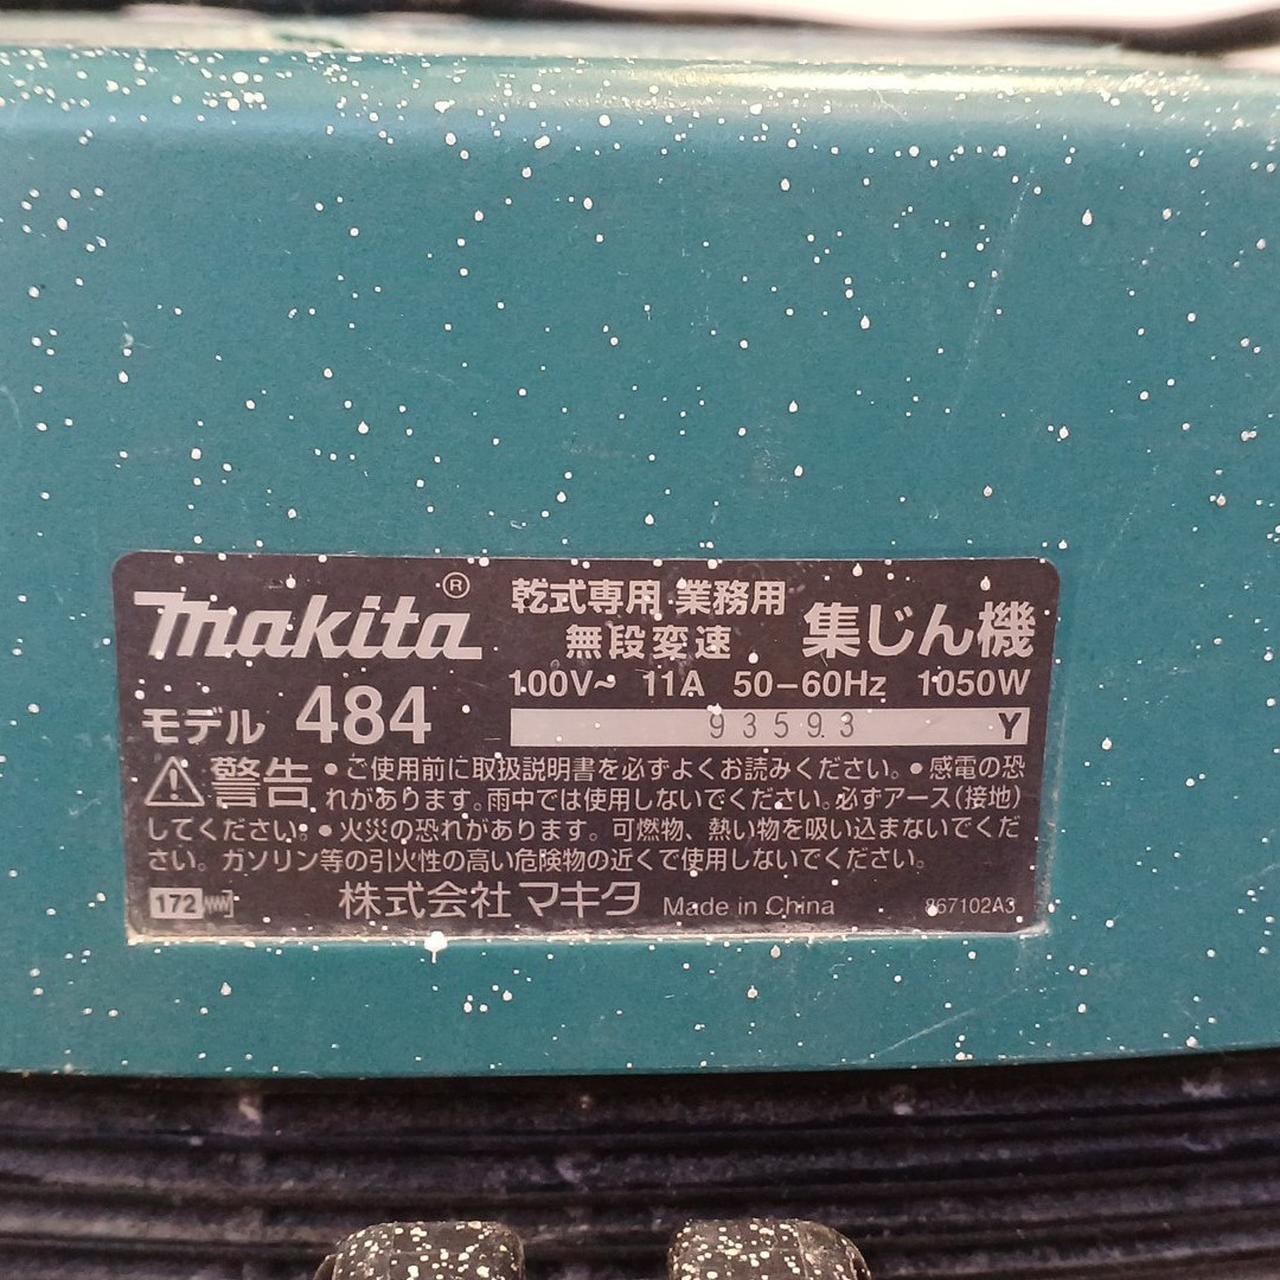 makita®
乾式専用 業務用
無段変速
集じん機
モデル 484
100V~ 11A 50-60Hz 1050W
93593 Y
⚠警告 •ご使用前に取扱説明書を必ずよくお読みください。•感電の恐
れがあります。雨中では使用しないでください。必ずアース(接地)
してください。•火災の恐れがあります。可燃物、熱い物を吸い込まないでくだ
さい。ガソリン等の引火性の高い危険物の近くで使用しないでください。
172
株式会社マキタ Made in China 867102A3